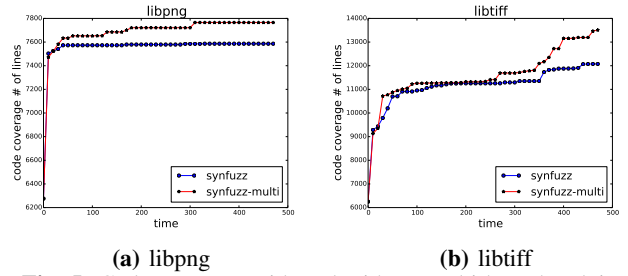 libpng
code coverage # of lines
7800
7600
7400
7200
7000
6800
6600
6400
6200
0 100 200 300 400 500
time
synfuzz
synfuzz-multi
(a) libpng
libtiff
code coverage # of lines
14000
13000
12000
11000
10000
9000
8000
7000
6000
0 100 200 300 400 500
time
synfuzz
synfuzz-multi
(b) libtiff